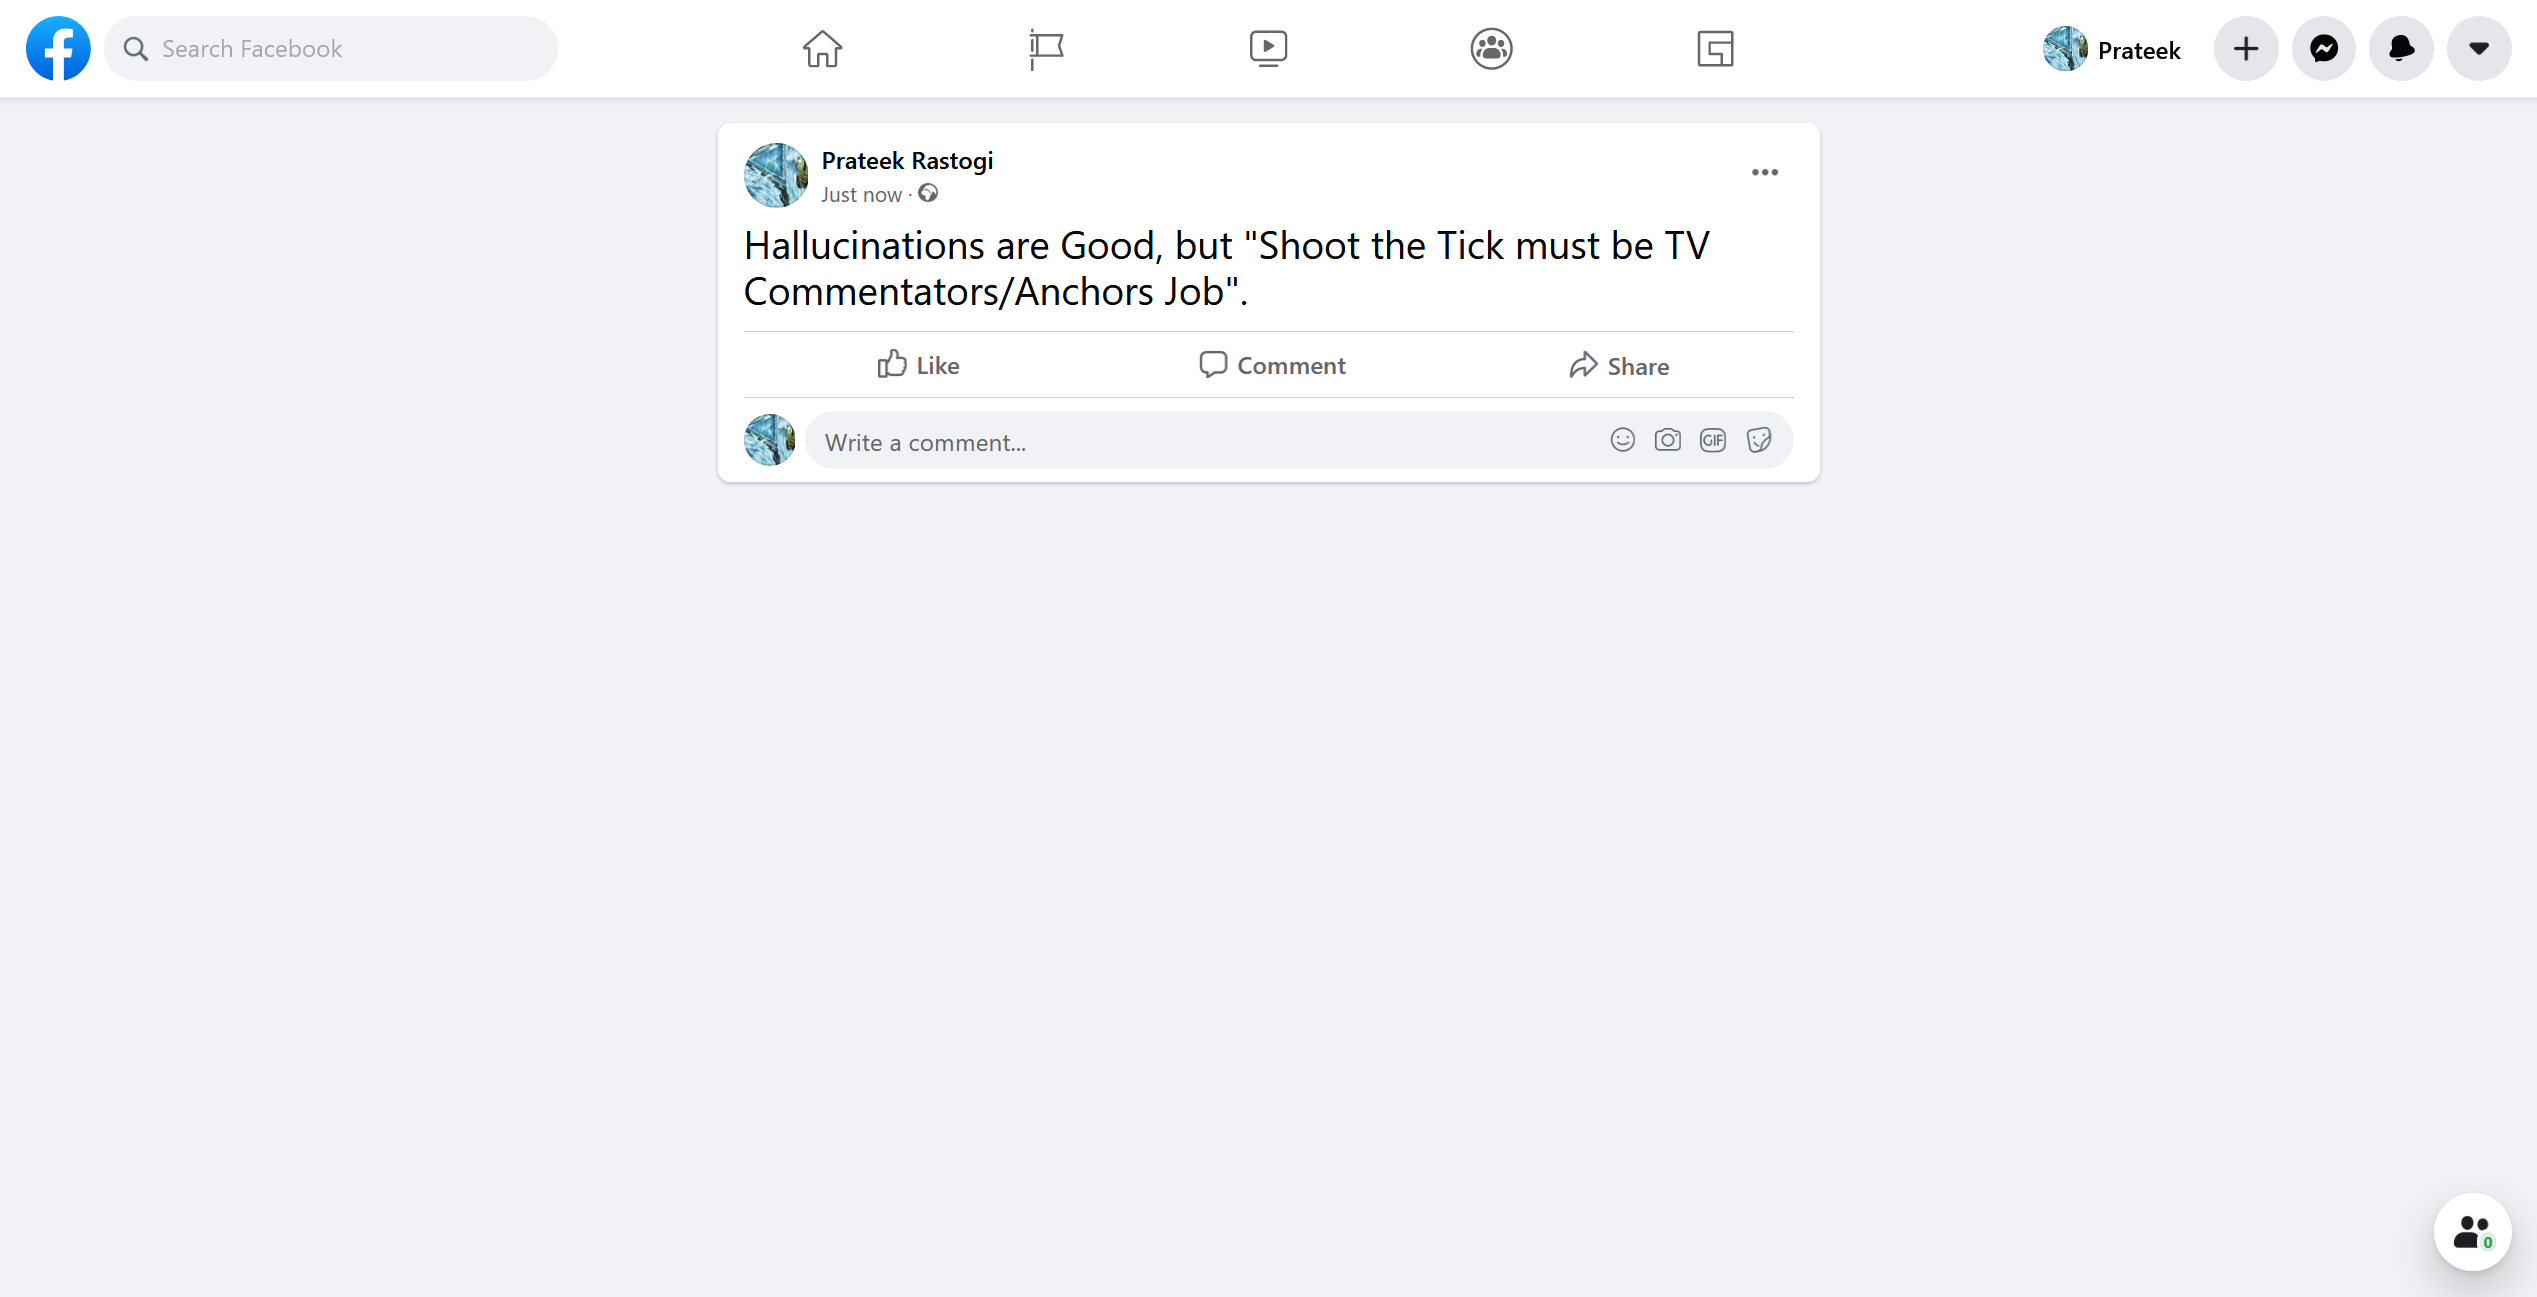 Search Facebook
Prateek
Prateek Rastogi
Just now ·
Hallucinations are Good, but "Shoot the Tick must be TV
Commentators/Anchors Job".
Like
Comment
Share
Write a comment...
GIF
0